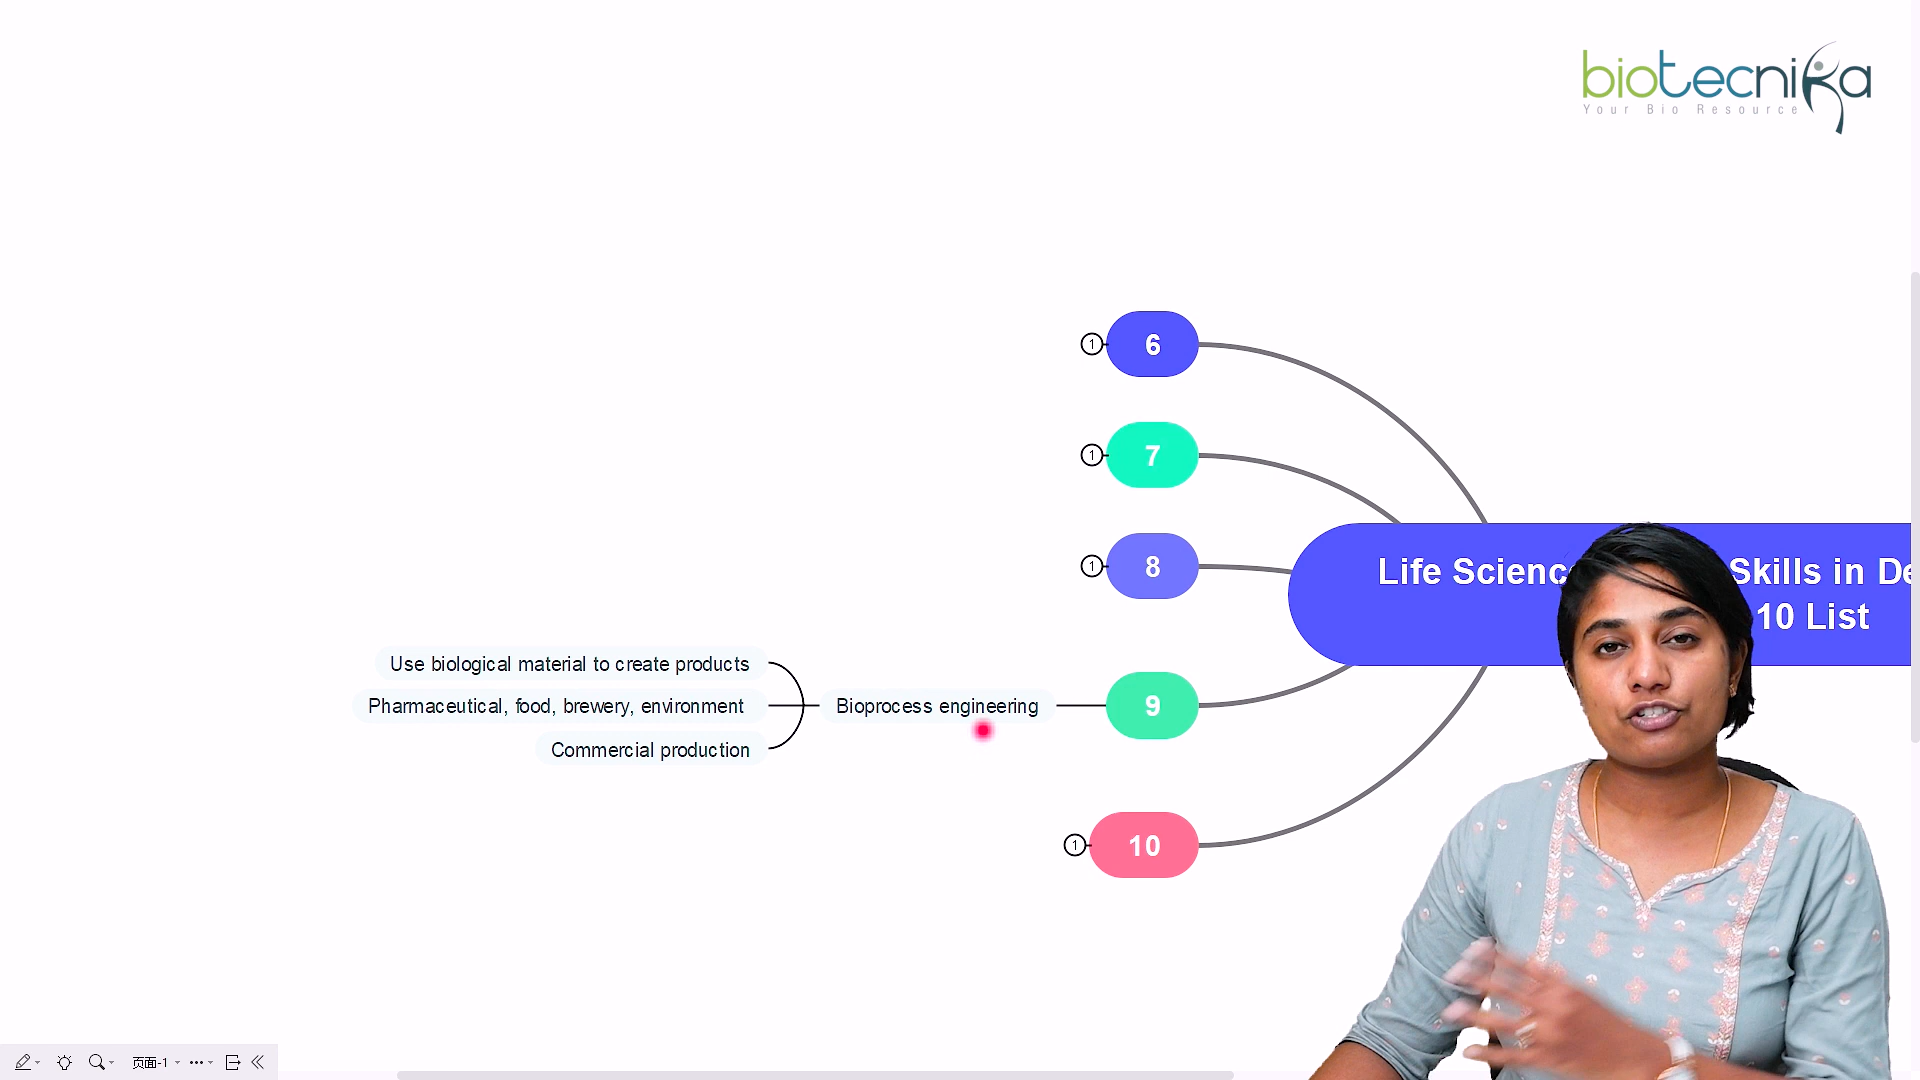 biotecnika
Your Bio Resource
1
6
1
7
1
8
Life Scienc
Skills in De
10 List
Use biological material to create products
Pharmaceutical, food, brewery, environment
Commercial production
Bioprocess engineering
9
1
10
页面-1